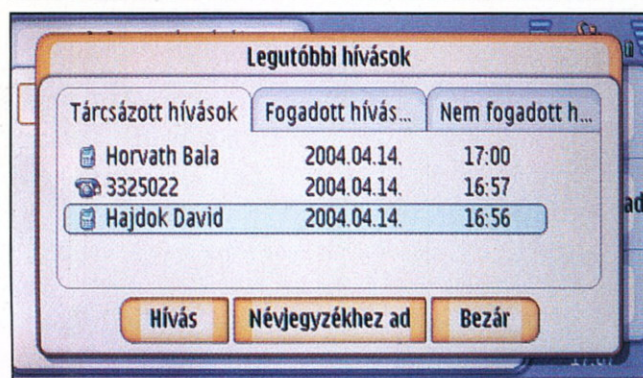 Legutóbbi hívások
Tárcsázott hívások Fogadott hívás... Nem fogadott h...
Horvath Bala 2004.04.14. 17:00
3325022 2004.04.14. 16:57
Hajdok David 2004.04.14. 16:56
ad
Hívás Névjegyzékhez ad Bezár